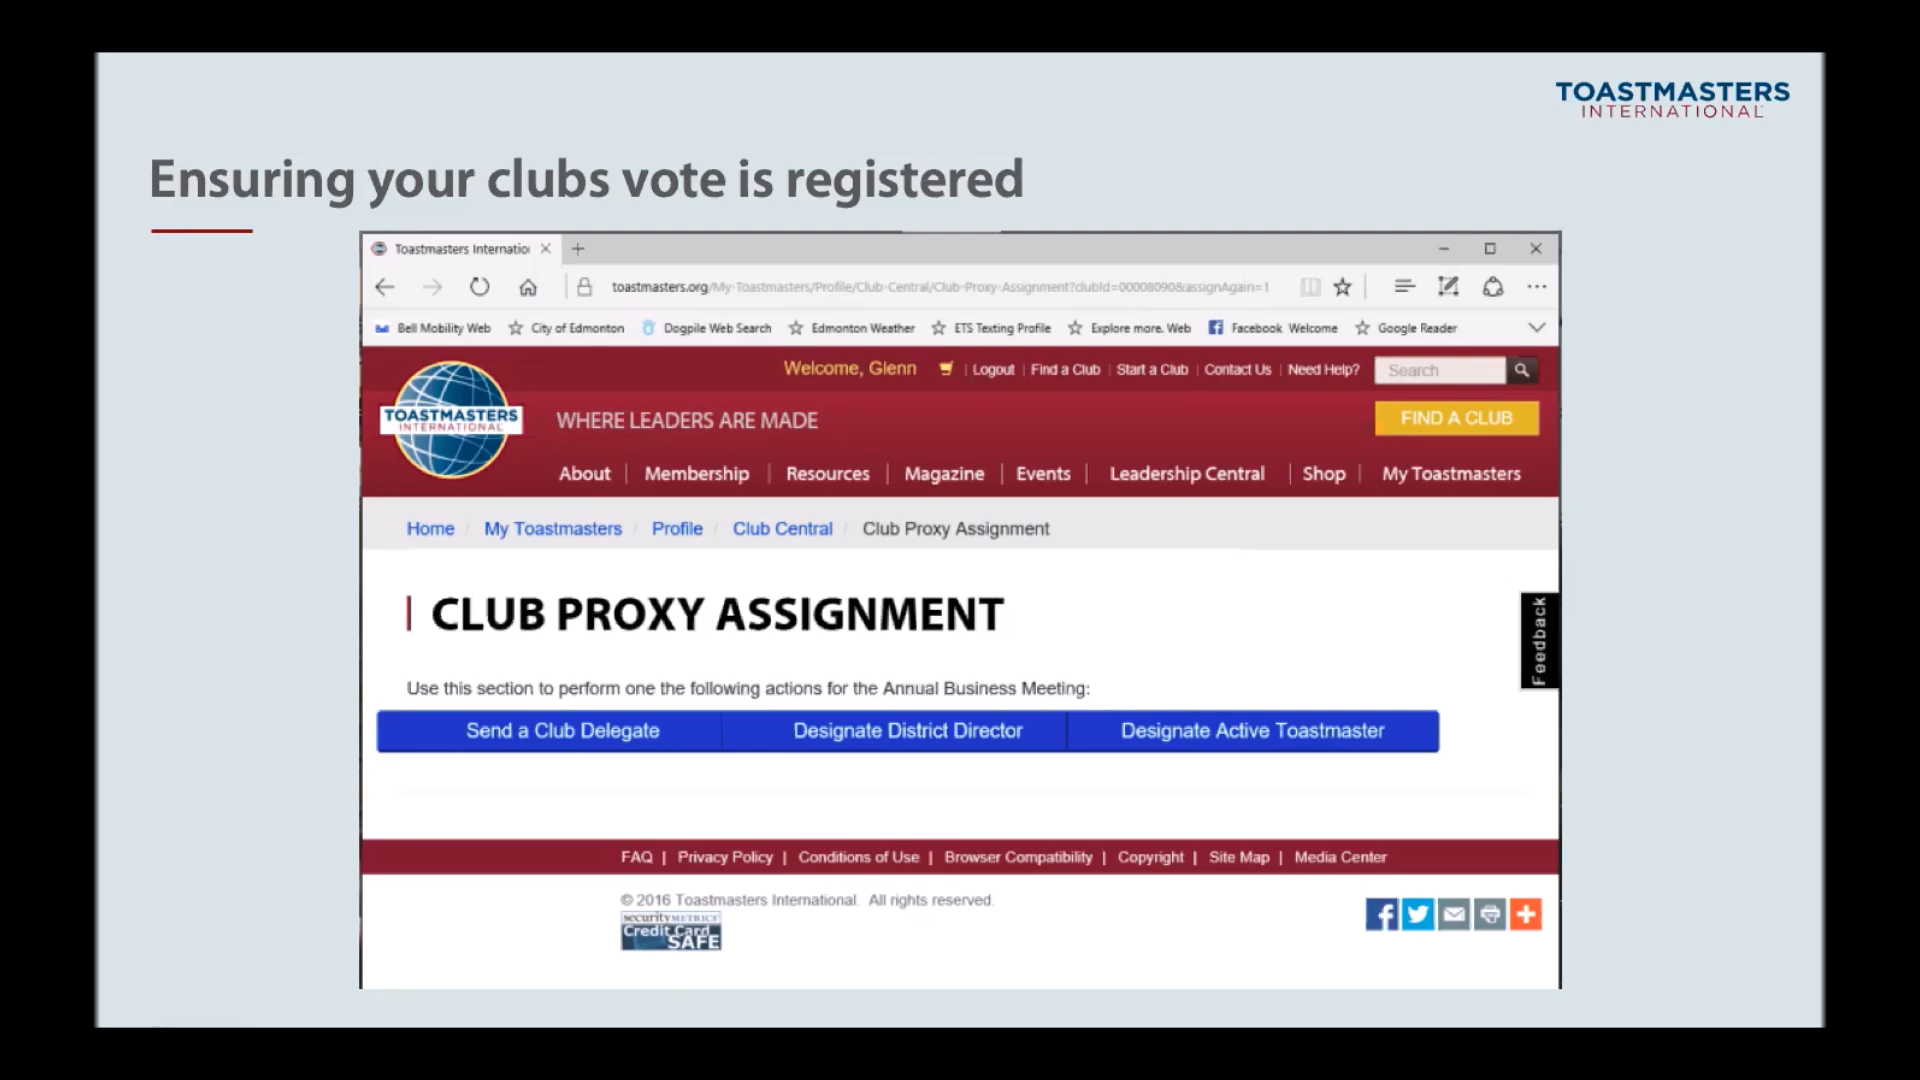 TOASTMASTERS
INTERNATIONAL
Ensuring your clubs vote is registered
Toastmasters Internatio
toastmasters.org/My-Toastmasters/Profile/Club-Central/Club-Proxy-Assignment?clubId=00008090&assignAgain=1
Bell Mobility Web City of Edmonton Dogpile Web Search Edmonton Weather ETS Texting Profile Explore more. Web Facebook Welcome Google Reader
Welcome, Glenn | Logout | Find a Club | Start a Club | Contact Us | Need Help? Search
TOASTMASTERS
INTERNATIONAL
WHERE LEADERS ARE MADE
FIND A CLUB
About | Membership | Resources | Magazine | Events | Leadership Central | Shop | My Toastmasters
Home / My Toastmasters / Profile / Club Central / Club Proxy Assignment
CLUB PROXY ASSIGNMENT
Feedback
Use this section to perform one the following actions for the Annual Business Meeting:
Send a Club Delegate Designate District Director Designate Active Toastmaster
FAQ | Privacy Policy | Conditions of Use | Browser Compatibility | Copyright | Site Map | Media Center
© 2016 Toastmasters International. All rights reserved.
securityMETRICS
Credit Card
SAFE